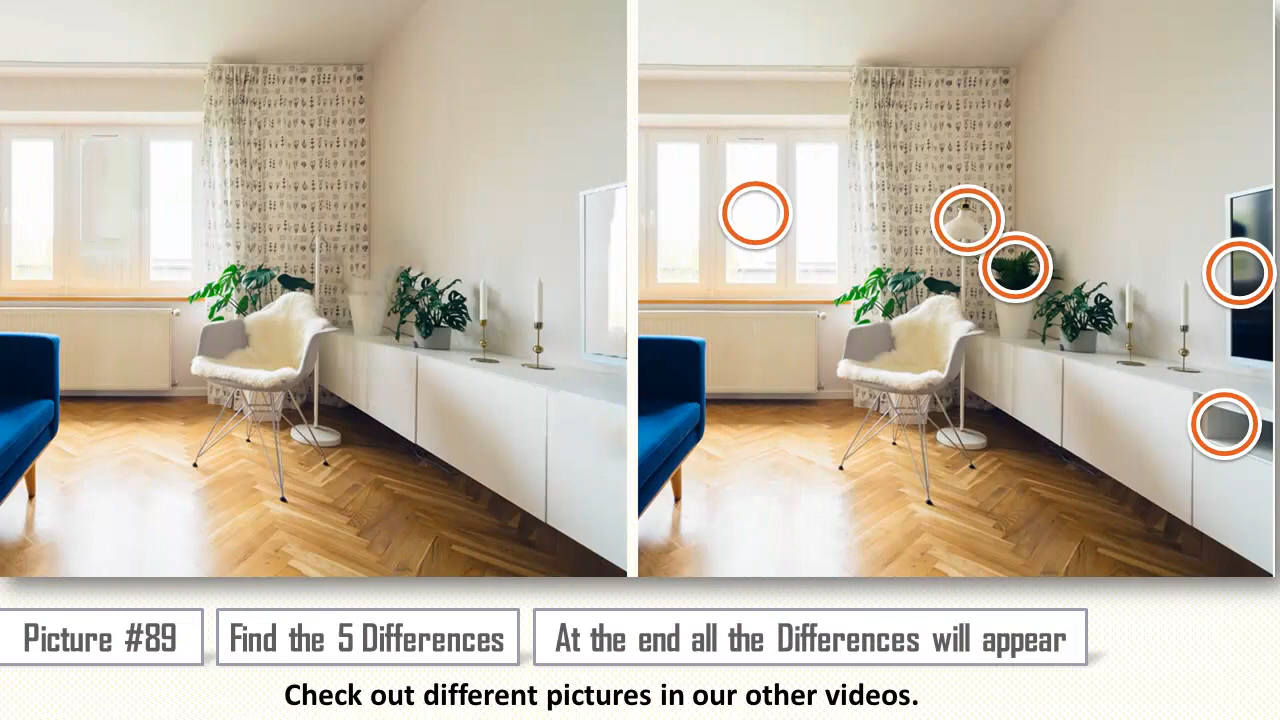 Picture #89
Find the 5 Differences
At the end all the Differences will appear
Check out different pictures in our other videos.